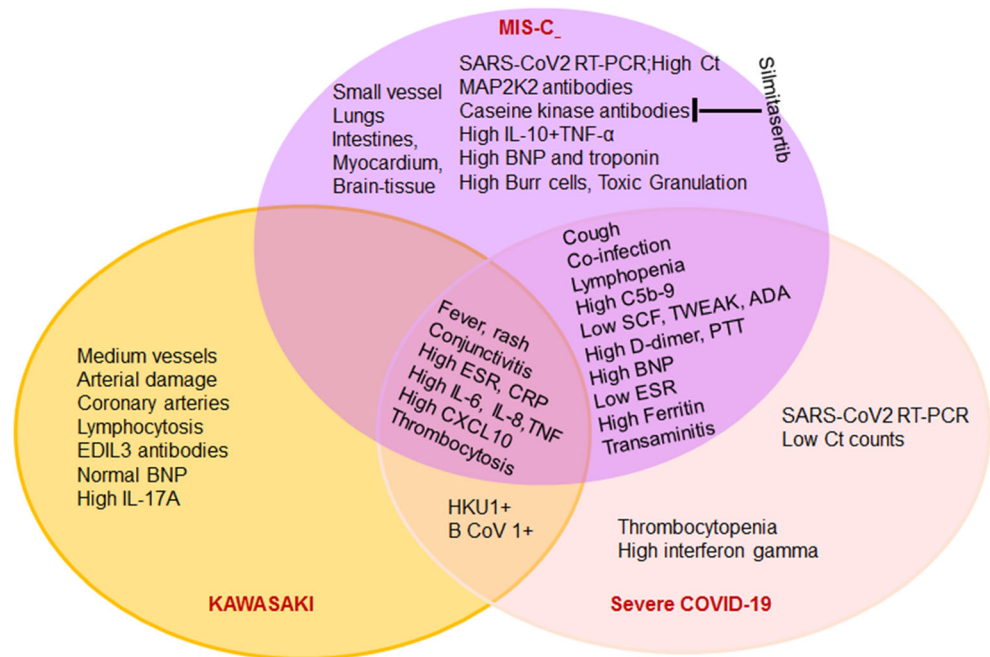 MIS-C_
Small vessel
Lungs
Intestines,
Myocardium,
Brain-tissue
SARS-CoV2 RT-PCR;High Ct
MAP2K2 antibodies
Caseine kinase antibodies
High IL-10+TNF-α
High BNP and troponin
High Burr cells, Toxic Granulation
Silmitasertib
Cough
Co-infection
Lymphopenia
High C5b-9
Low SCF, TWEAK, ADA
High D-dimer, PTT
High BNP
Low ESR
High Ferritin
Transaminitis
Fever, rash
Conjunctivitis
High ESR, CRP
High IL-6, IL-8,TNF
High CXCL10
Thrombocytosis
Medium vessels
Arterial damage
Coronary arteries
Lymphocytosis
EDIL3 antibodies
Normal BNP
High IL-17A
SARS-CoV2 RT-PCR
Low Ct counts
HKU1+
B CoV 1+
Thrombocytopenia
High interferon gamma
KAWASAKI
Severe COVID-19